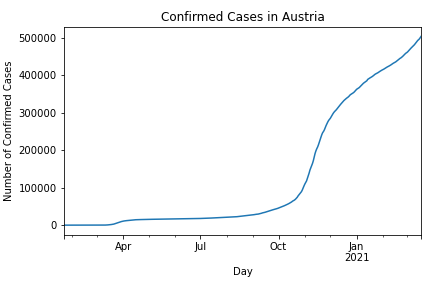 Confirmed Cases in Austria
500000
400000
300000
200000
100000
0
Number of Confirmed Cases
Apr
Jul
Oct
Jan
2021
Day